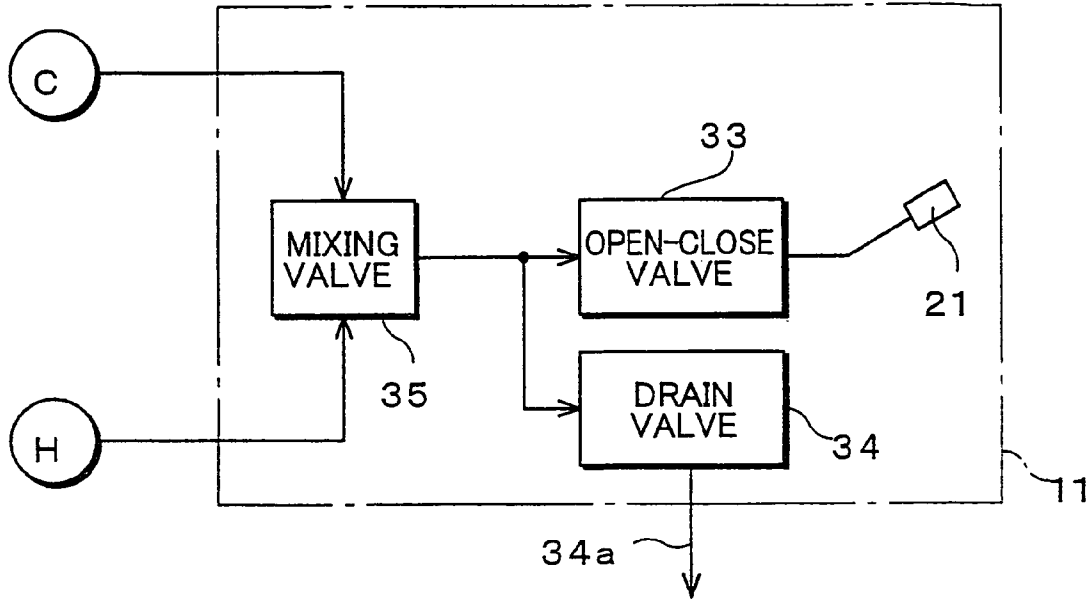 C
33
MIXING
VALVE
OPEN-CLOSE
VALVE
21
35
DRAIN
VALVE
H
34
11
34a